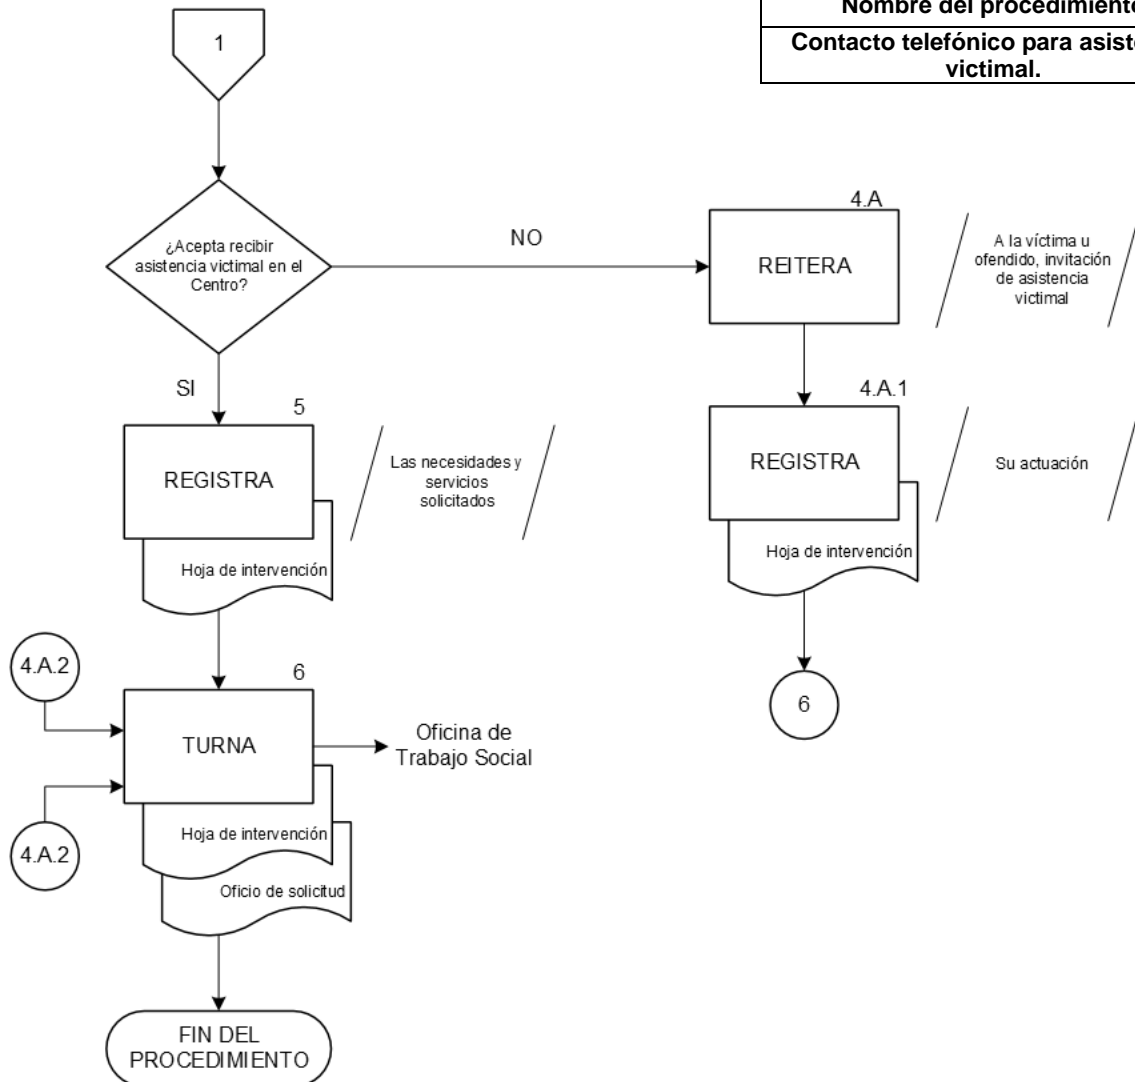 Nombre del procedimiento
Contacto telefónico para
victimal.
1
¿Acepta recibir
asistencia victimal en el
Centro?
NO
SI
4.A
REITERA
A la víctima u
ofendido, invitación
de asistencia
victimal
5
REGISTRA
Las necesidades y
servicios
solicitados
Hoja de intervención
4.A.1
REGISTRA
Su actuación
Hoja de intervención
6
4.A.2
6
TURNA
Oficina de
Trabajo Social
4.A.2
Hoja de intervención
Oficio de solicitud
FIN DEL
PROCEDIMIENTO